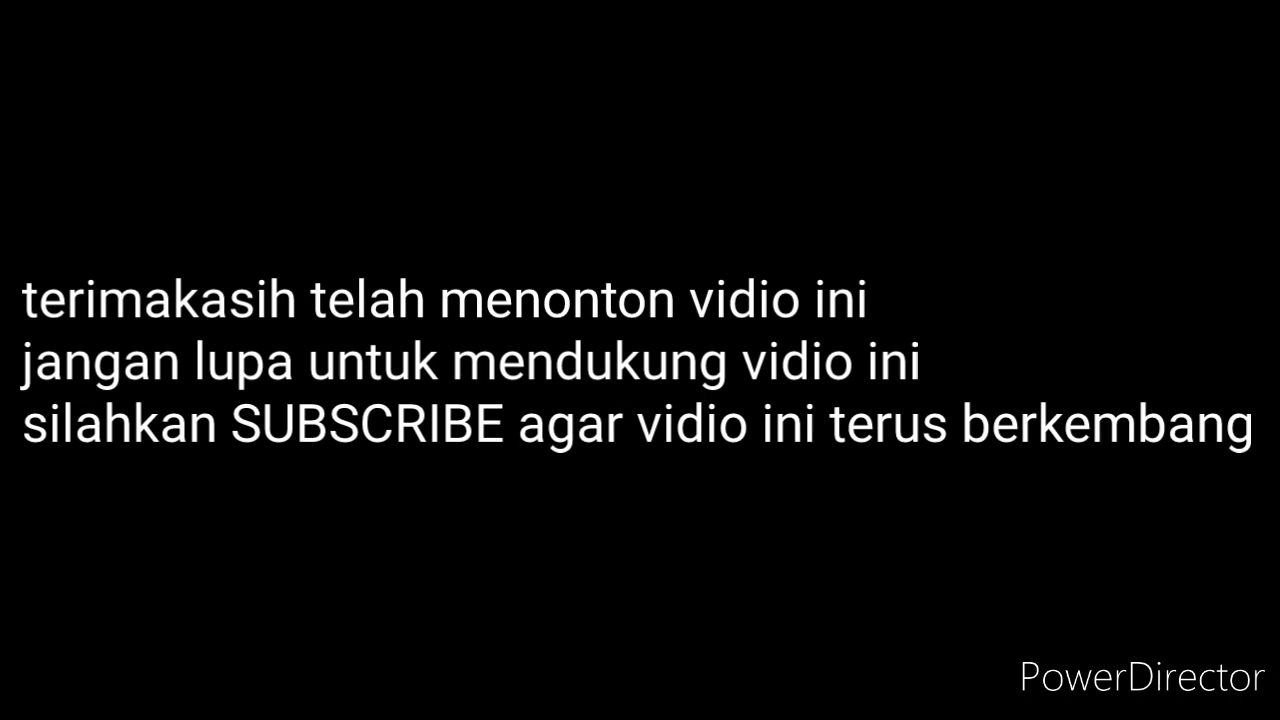 terimakasih telah menonton vidio ini
jangan lupa untuk mendukung vidio ini
silahkan SUBSCRIBE agar vidio ini terus berkembang
PowerDirector